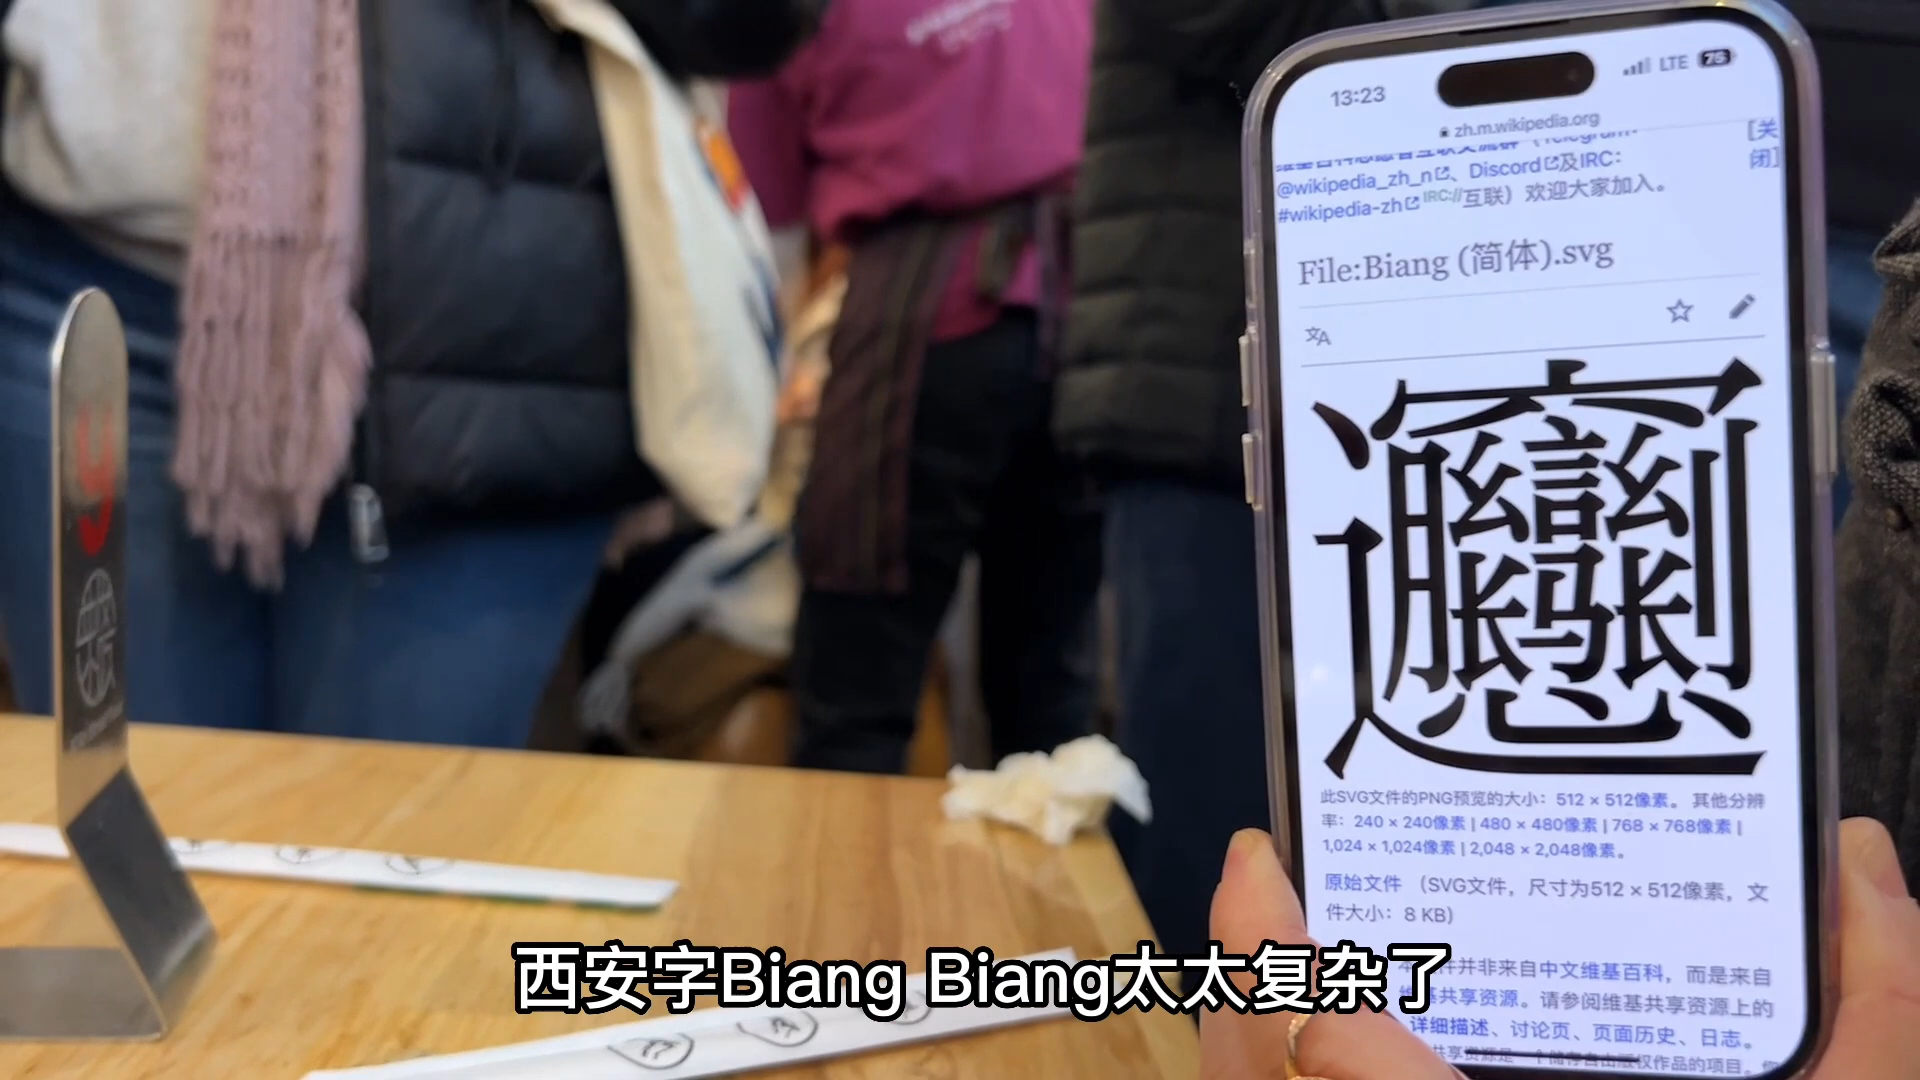 13:23
LTE 75
zh.m.wikipedia.org
[关闭]
@wikipedia_zh_n、Discord及IRC：
#wikipedia-zh IRC://互联）欢迎大家加入。
File:Biang (简体).svg
文A
此SVG文件的PNG预览的大小：512 × 512像素。 其他分辨
率：240 × 240像素 | 480 × 480像素 | 768 × 768像素 |
1,024 × 1,024像素 | 2,048 × 2,048像素。
原始文件 （SVG文件，尺寸为512 × 512像素，文
件大小：8 KB）
件并非来自中文维基百科，而是来自
基共享资源。请参阅维基共享资源上的
详细描述、讨论页、页面历史、日志。
西安字Biang Biang太太复杂了
y